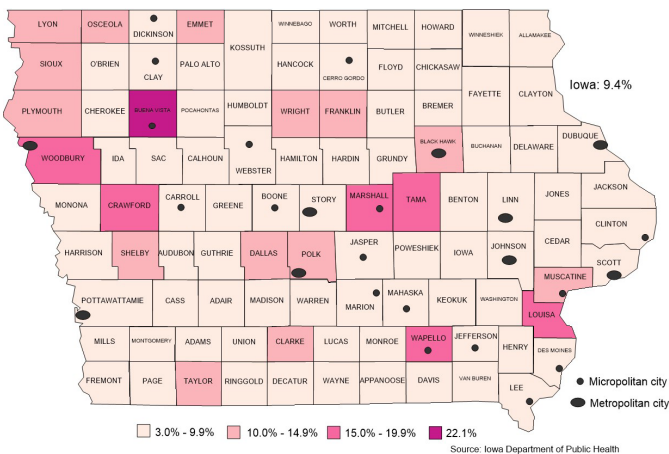 LYON OSCEOLA DICKINSON EMMET WINNEBAGO WORTH MITCHELL HOWARD WINNESHIEK ALLAMAKEE
KOSSUTH
SIOUX O'BRIEN CLAY PALO ALTO HANCOCK CERRO GORDO FLOYD CHICKASAW
Iowa: 9.4%
PLYMOUTH CHEROKEE BUENA VISTA POCAHONTAS HUMBOLDT WRIGHT FRANKLIN BUTLER BREMER FAYETTE CLAYTON
WOODBURY IDA SAC CALHOUN WEBSTER HAMILTON HARDIN GRUNDY BLACK HAWK BUCHANAN DELAWARE DUBUQUE
MONONA CRAWFORD CARROLL GREENE BOONE STORY MARSHALL TAMA BENTON LINN JONES JACKSON
CLINTON
HARRISON SHELBY AUDUBON GUTHRIE DALLAS POLK JASPER POWESHIEK IOWA JOHNSON CEDAR SCOTT
MUSCATINE
POTTAWATTAMIE CASS ADAIR MADISON WARREN MARION MAHASKA KEOKUK WASHINGTON LOUISA
MILLS MONTGOMERY ADAMS UNION CLARKE LUCAS MONROE WAPELLO JEFFERSON HENRY DES MOINES
FREMONT PAGE TAYLOR RINGGOLD DECATUR WAYNE APPANOOSE DAVIS VAN BUREN LEE
Micropolitan city
Metropolitan city
3.0% - 9.9% 10.0% - 14.9% 15.0% - 19.9% 22.1%
Source: Iowa Department of Public Health